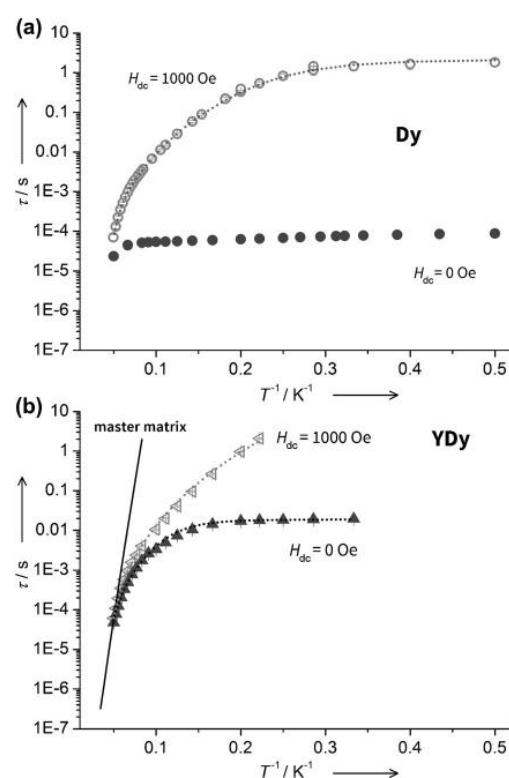 (a)
10
1
0.1
0.01
1E-3
1E-4
1E-5
1E-6
1E-7
τ / s
H_dc = 1000 Oe
Dy
H_dc = 0 Oe
0.1 0.2 0.3 0.4 0.5
T⁻¹ / K⁻¹
(b)
10
1
0.1
0.01
1E-3
1E-4
1E-5
1E-6
1E-7
τ / s
master matrix
YDy
H_dc = 1000 Oe
H_dc = 0 Oe
0.1 0.2 0.3 0.4 0.5
T⁻¹ / K⁻¹